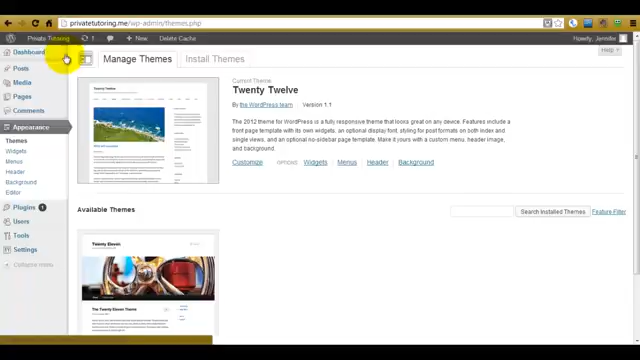 privatetutoring.me/wp-admin/themes.php
Private Tutoring 1 + New Delete Cache Howdy, Jennifer
Help
Dashboard
Posts
Media
Pages
Comments
Appearance
Themes
Widgets
Menus
Header
Background
Editor
Plugins 1
Users
Tools
Settings
Collapse menu
Manage Themes Install Themes
Current Theme
Twenty Twelve
By the WordPress team Version 1.1
The 2012 theme for WordPress is a fully responsive theme that looks great on any device. Features include a
front page template with its own widgets, an optional display font, styling for post formats on both index and
single views, and an optional no-sidebar page template. Make it yours with a custom menu, header image,
and background.
Customize OPTIONS: Widgets Menus Header Background
Available Themes
Search Installed Themes Feature Filter
Twenty Eleven
The Twenty Eleven Theme